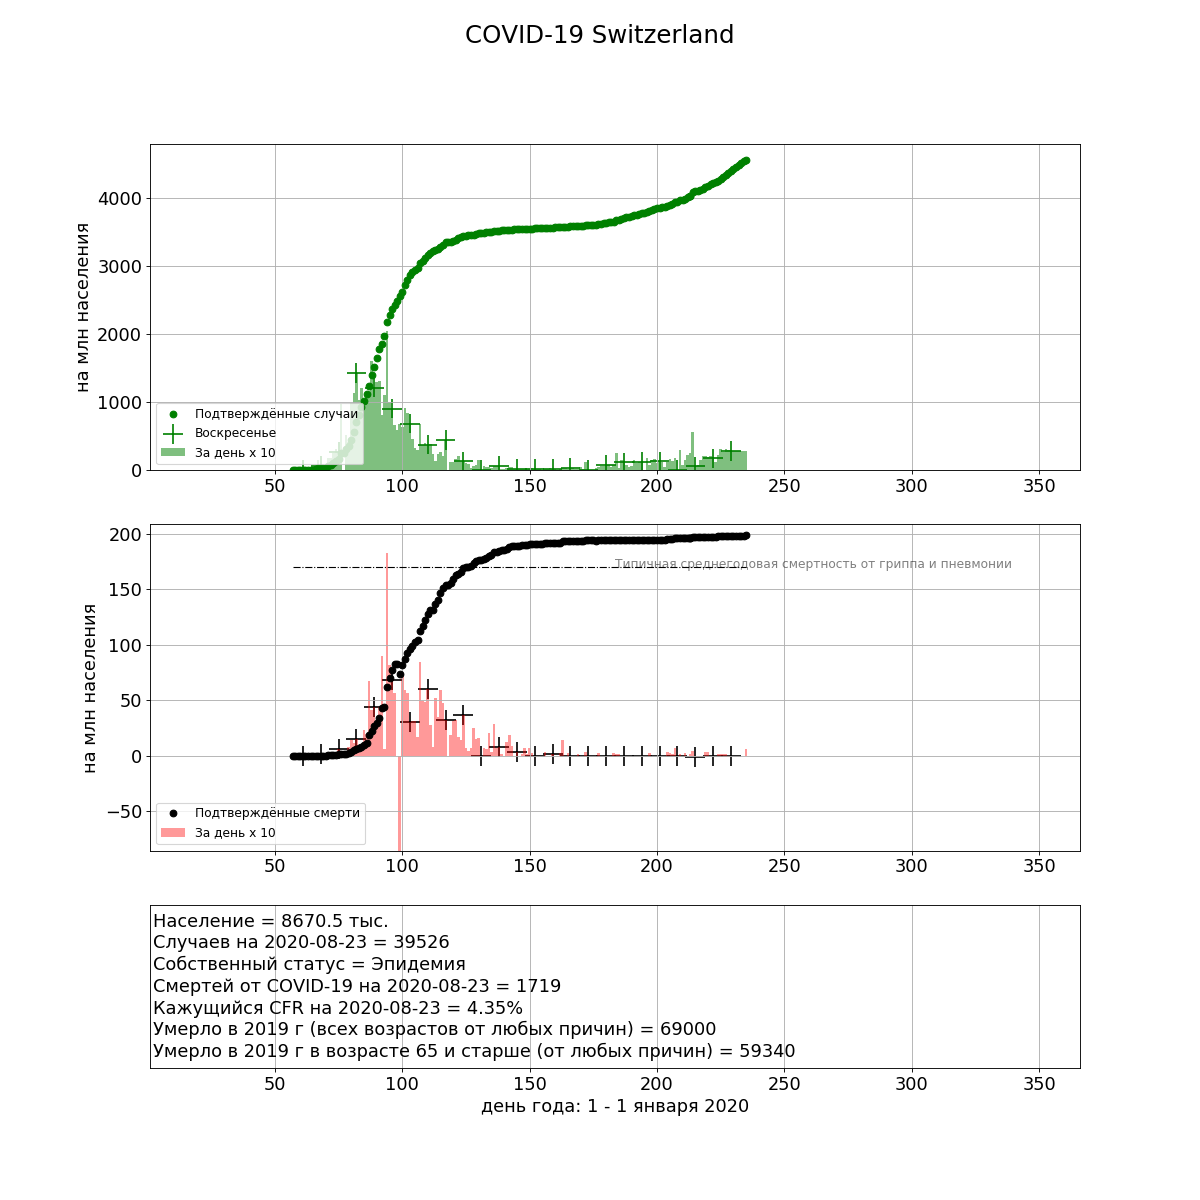 COVID-19 Switzerland
на млн населения
4000
3000
2000
1000
0
Подтверждённые случаи
Воскресенье
За день x 10
50 100 150 200 250 300 350
на млн населения
200
150
100
50
0
−50
Типичная среднегодовая смертность от гриппа и пневмонии
Подтверждённые смерти
За день x 10
50 100 150 200 250 300 350
Население = 8670.5 тыс.
Случаев на 2020-08-23 = 39526
Собственный статус = Эпидемия
Смертей от COVID-19 на 2020-08-23 = 1719
Кажущийся CFR на 2020-08-23 = 4.35%
Умерло в 2019 г (всех возрастов от любых причин) = 69000
Умерло в 2019 г в возрасте 65 и старше (от любых причин) = 59340
50 100 150 200 250 300 350
день года: 1 - 1 января 2020